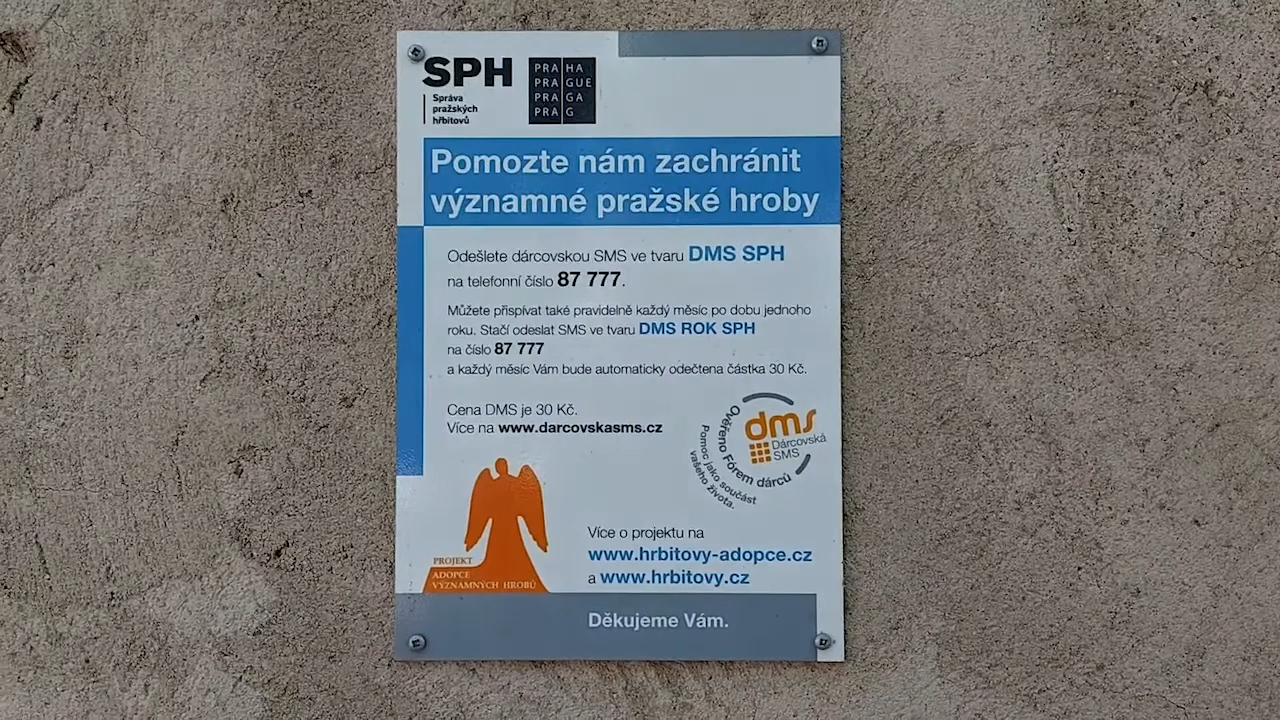 SPH
Správa
pražských
hřbitovů
PRA HA
PRA GUE
PRA GA
PRA G
Pomozte nám zachránit
významné pražské hroby
Odešlete dárcovskou SMS ve tvaru DMS SPH
na telefonní číslo 87 777.
Můžete přispívat také pravidelně každý měsíc po dobu jednoho
roku. Stačí odeslat SMS ve tvaru DMS ROK SPH
na číslo 87 777
a každý měsíc Vám bude automaticky odečtena částka 30 Kč.
Cena DMS je 30 Kč.
Více na www.darcovskasms.cz
dms
Dárcovská
SMS
Ověřeno Fórem dárců
Pomoc jako součást
vašeho života.
PROJEKT
ADOPCE
VÝZNAMNÝCH HROBŮ
Více o projektu na
www.hrbitovy-adopce.cz
a www.hrbitovy.cz
Děkujeme Vám.